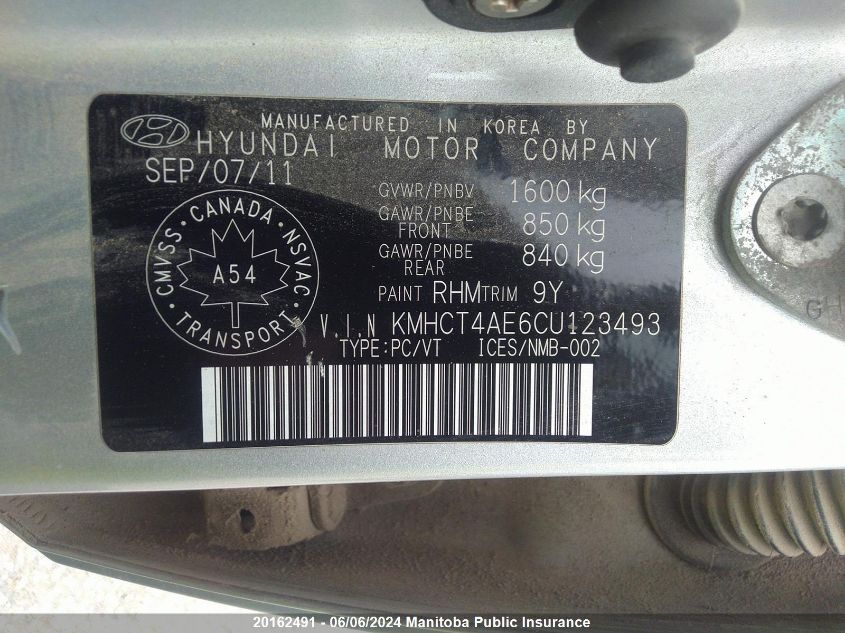 MANUFACTURED IN KOREA BY
HYUNDAI MOTOR COMPANY
SEP/07/11
GVWR/PNBV 1600 kg
GAWR/PNBE FRONT 850 kg
GAWR/PNBE REAR 840 kg
CMVSS · CANADA · NSVAC · TRANSPORT ·
A54
PAINT RHM TRIM 9Y
V.I.N KMHCT4AE6CU123493
TYPE:PC/VT ICES/NMB-002
GH
20162491 - 06/06/2024 Manitoba Public Insurance